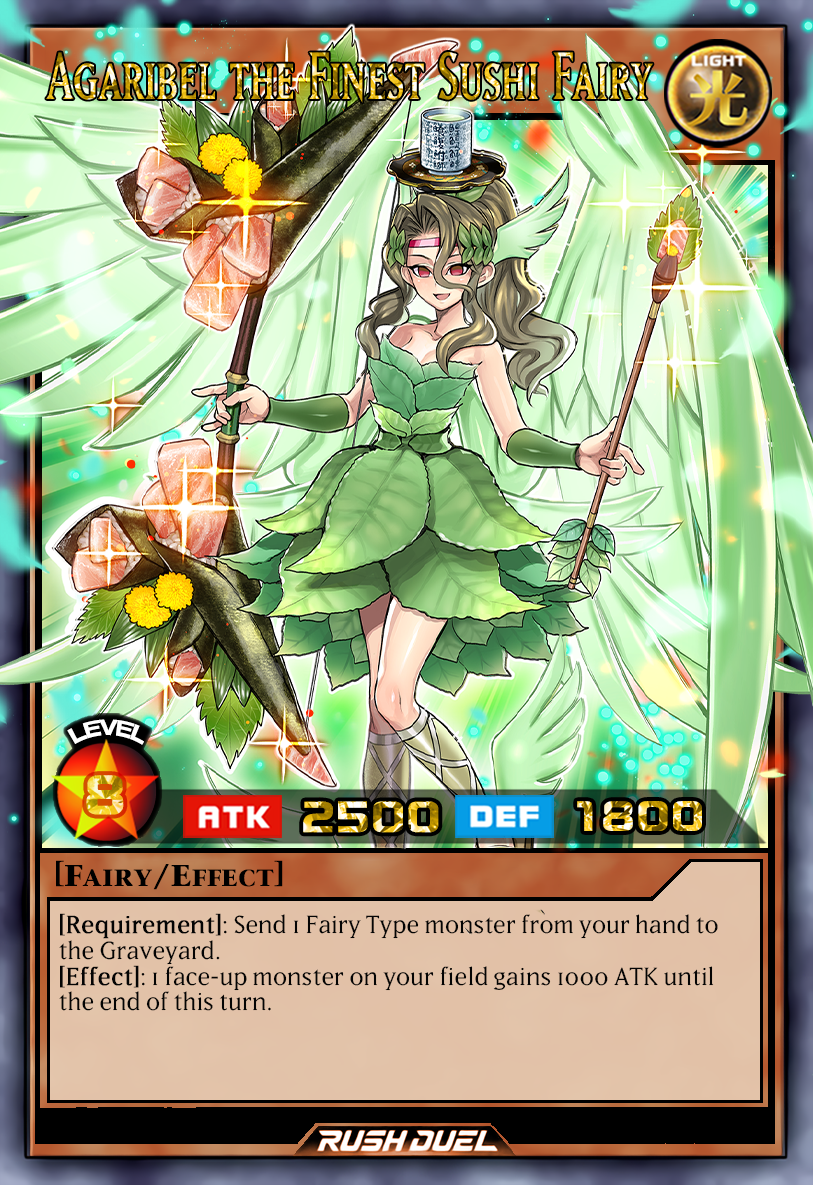 AGARIBEL THE FINEST SUSHI FAIRY
LIGHT
光
LEVEL
8
ATK 2500 DEF 1800
[FAIRY/EFFECT]
[Requirement]: Send 1 Fairy Type monster from your hand to
the Graveyard.
[Effect]: 1 face-up monster on your field gains 1000 ATK until
the end of this turn.
RUSH DUEL